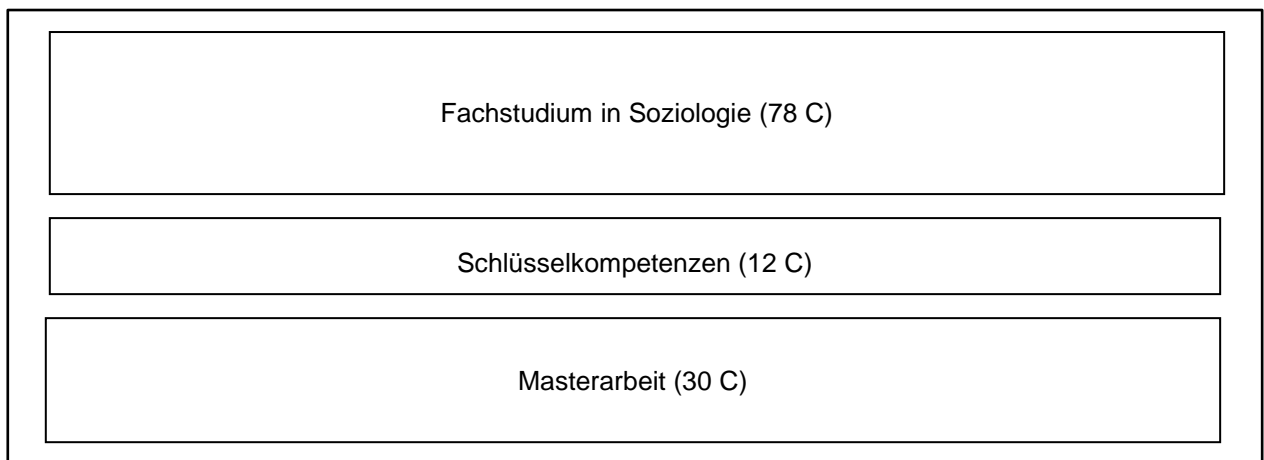 Fachstudium in Soziologie (78 C)
Schlüsselkompetenzen (12 C)
Masterarbeit (30 C)